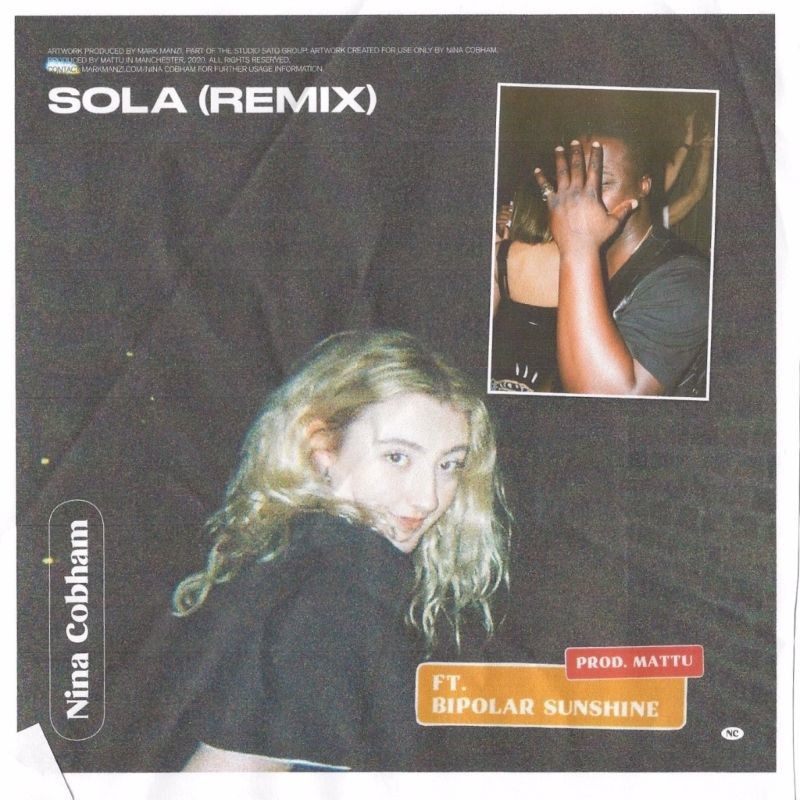 ARTWORK PRODUCED BY MARK MANZI, PART OF THE STUDIO SATO GROUP. ARTWORK CREATED FOR USE ONLY BY NINA COBHAM.
PRODUCED BY MATTU IN MANCHESTER, 2020. ALL RIGHTS RESERVED.
CONTACT MARKMANZI.COM/NINA COBHAM FOR FURTHER USAGE INFORMATION.
SOLA (REMIX)
Nina Cobham
PROD. MATTU
FT.
BIPOLAR SUNSHINE
NC